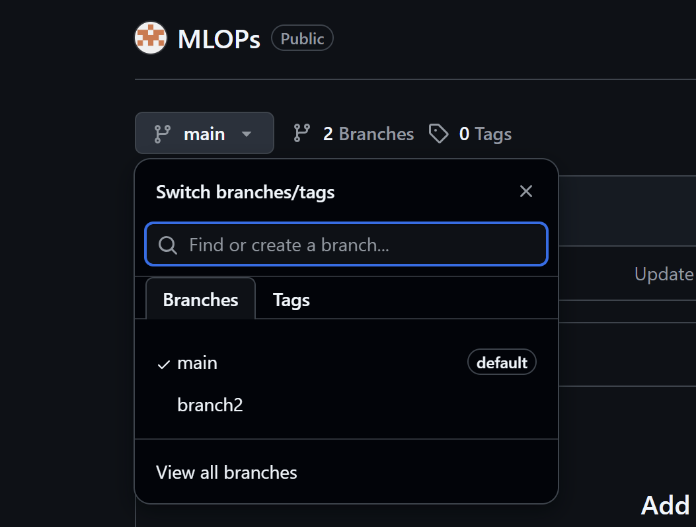 MLOPs Public
main 2 Branches 0 Tags
Switch branches/tags
Find or create a branch...
Branches Tags
Update
main default
branch2
View all branches
Add